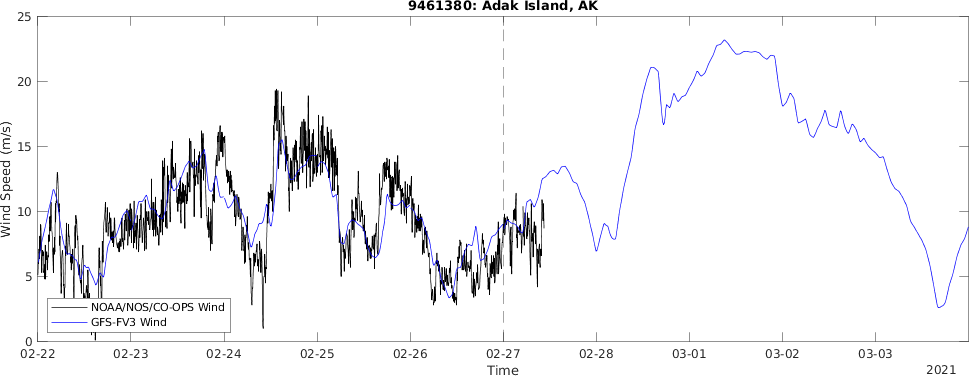 9461380: Adak Island, AK
25
20
15
10
5
0
Wind Speed (m/s)
NOAA/NOS/CO-OPS Wind
GFS-FV3 Wind
02-22 02-23 02-24 02-25 02-26 02-27 02-28 03-01 03-02 03-03
Time
2021